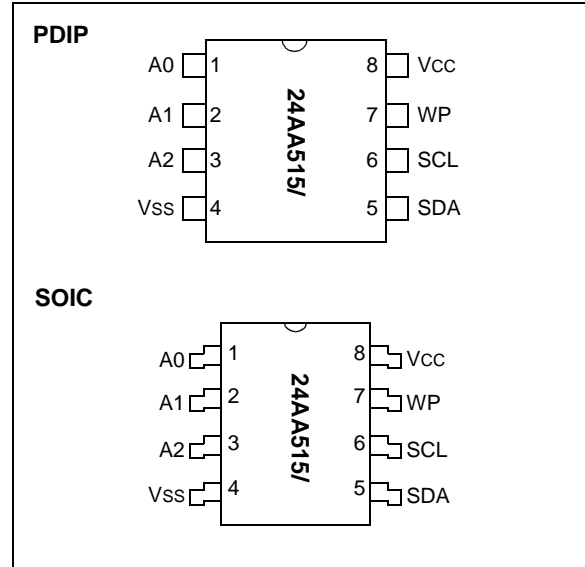 PDIP
A0 1 8 VCC
A1 2 7 WP
A2 3 6 SCL
VSS 4 5 SDA
24AA515/
SOIC
A0 1 8 VCC
A1 2 7 WP
A2 3 6 SCL
VSS 4 5 SDA
24AA515/